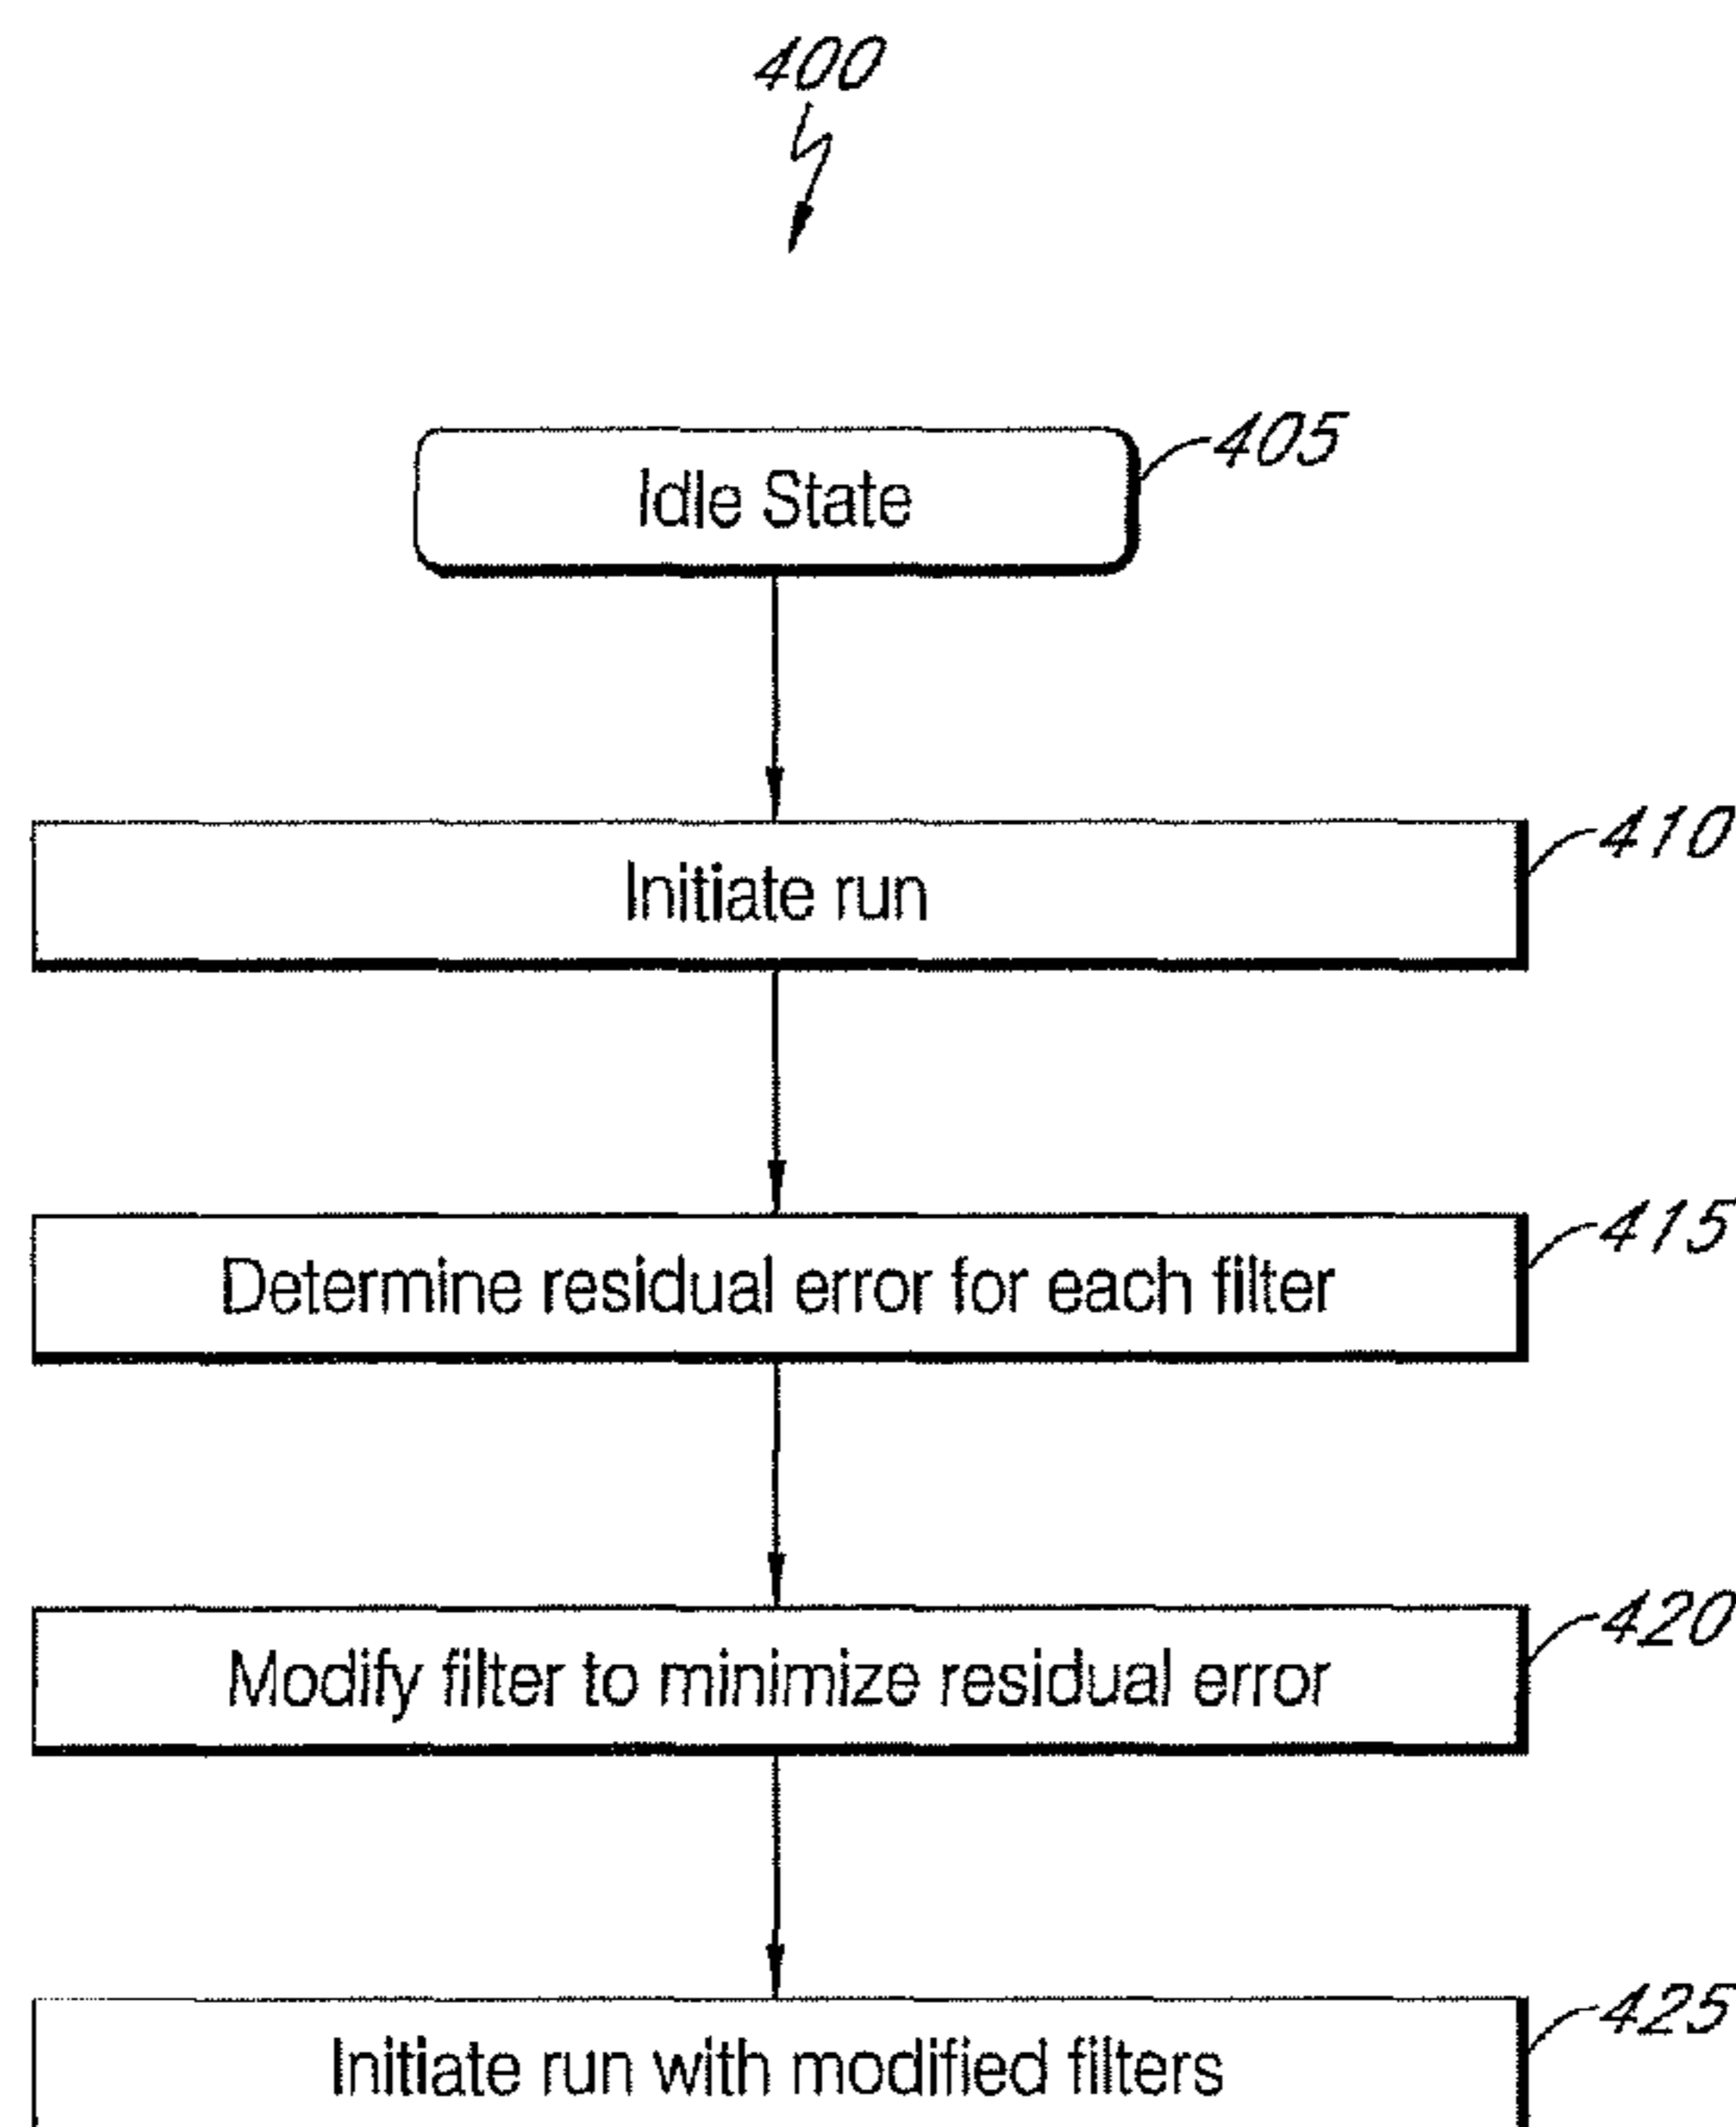 400
Idle State
405
Initiate run
410
Determine residual error for each filter
415
Modify filter to minimize residual error
420
Initiate run with modified filters
425